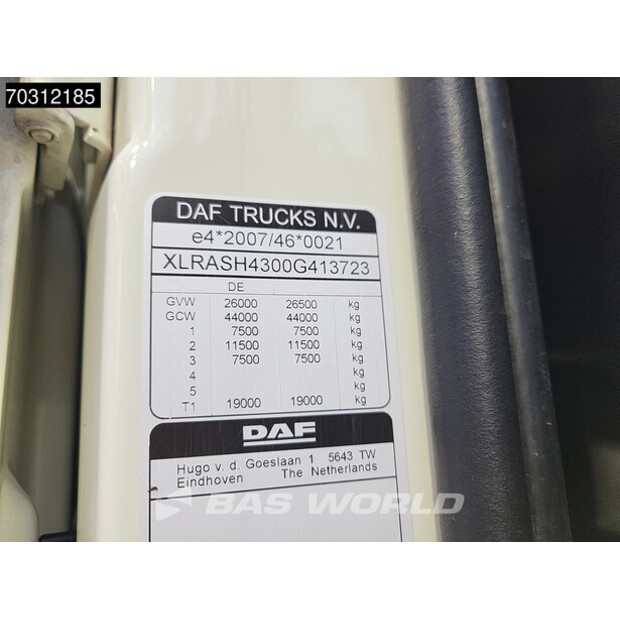 70312185
DAF TRUCKS N.V.
e4*2007/46*0021
XLRASH4300G413723
DE
GVW 26000 26500 kg
GCW 44000 44000 kg
1 7500 7500 kg
2 11500 11500 kg
3 7500 7500 kg
4 kg
5 kg
T1 19000 19000 kg
DAF
Hugo v. d. Goeslaan 1 5643 TW
Eindhoven The Netherlands
BAS WORLD